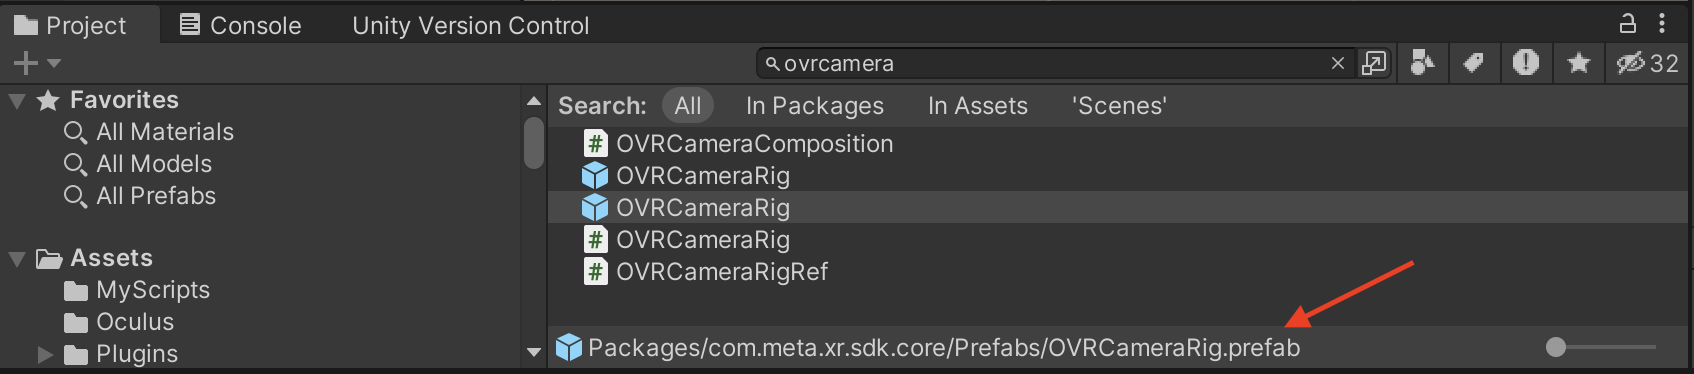 Project Console Unity Version Control
ovrcamera 32
Favorites
All Materials
All Models
All Prefabs
Assets
MyScripts
Oculus
Plugins
Search: All In Packages In Assets 'Scenes'
# OVRCameraComposition
OVRCameraRig
OVRCameraRig
# OVRCameraRig
# OVRCameraRigRef
Packages/com.meta.xr.sdk.core/Prefabs/OVRCameraRig.prefab